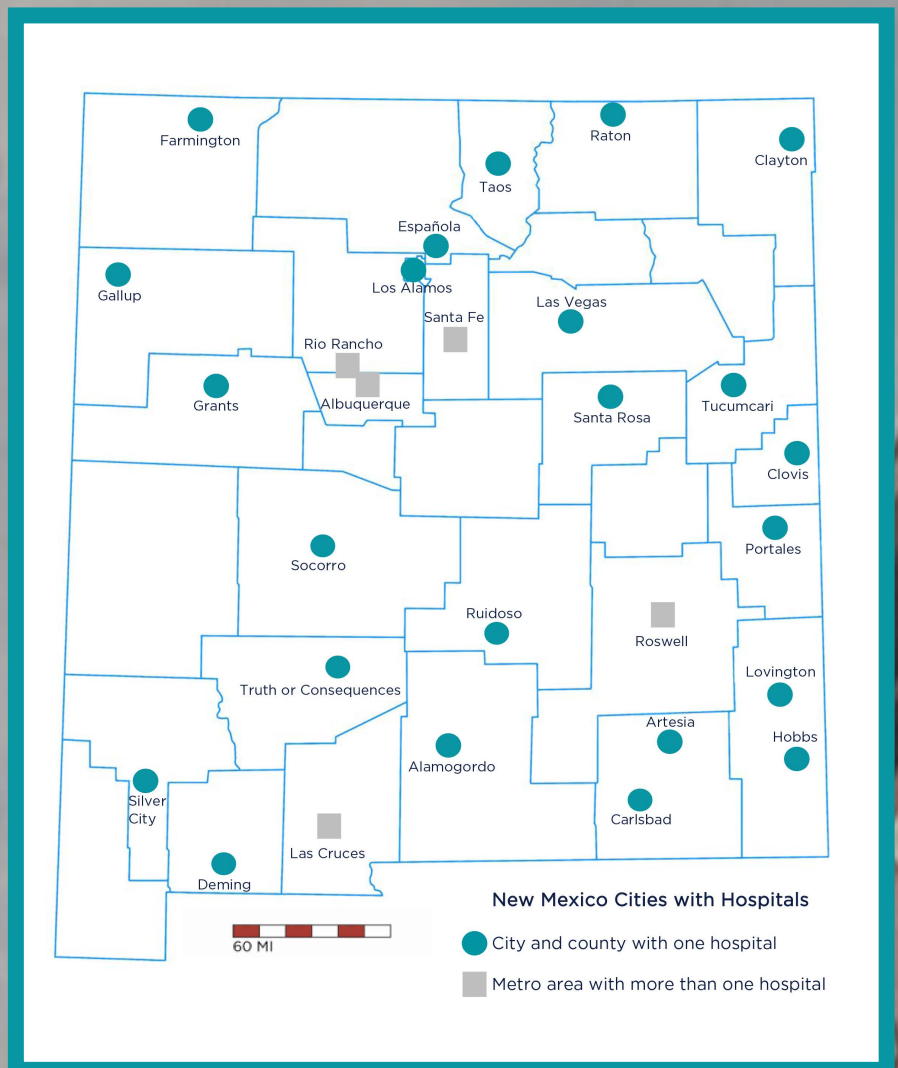 Farmington
Raton
Clayton
Taos
Española
Los Alamos
Gallup
Las Vegas
Santa Fe
Rio Rancho
Albuquerque
Grants
Santa Rosa
Tucumcari
Clovis
Portales
Socorro
Ruidoso
Roswell
Truth or Consequences
Lovington
Artesia
Hobbs
Alamogordo
Silver
City
Carlsbad
Las Cruces
Deming
New Mexico Cities with Hospitals
City and county with one hospital
Metro area with more than one hospital
60 MI